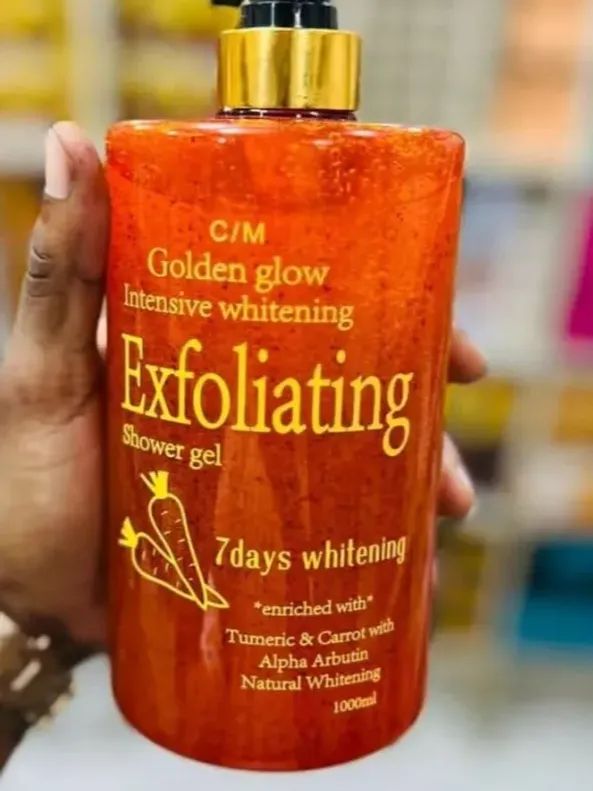 C/M
Golden glow
Intensive whitening
Exfoliating
Shower gel
7days whitening
*enriched with*
Tumeric & Carrot with
Alpha Arbutin
Natural Whitening
1000ml